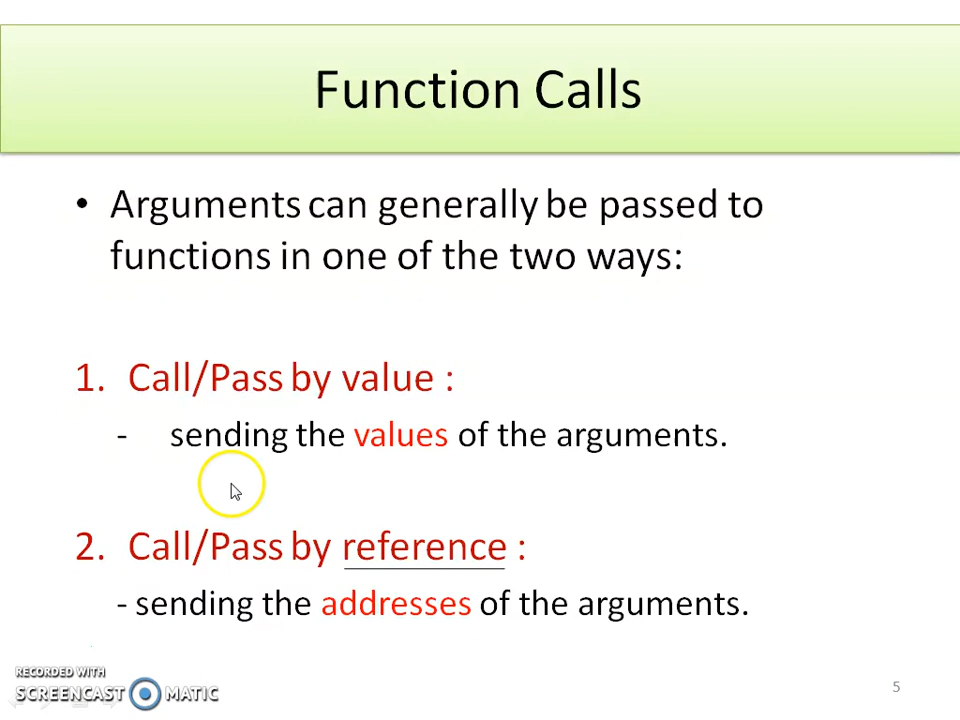 Function Calls
• Arguments can generally be passed to
functions in one of the two ways:
1. Call/Pass by value :
- sending the values of the arguments.
2. Call/Pass by reference :
- sending the addresses of the arguments.
RECORDED WITH
SCREENCAST MATIC
5